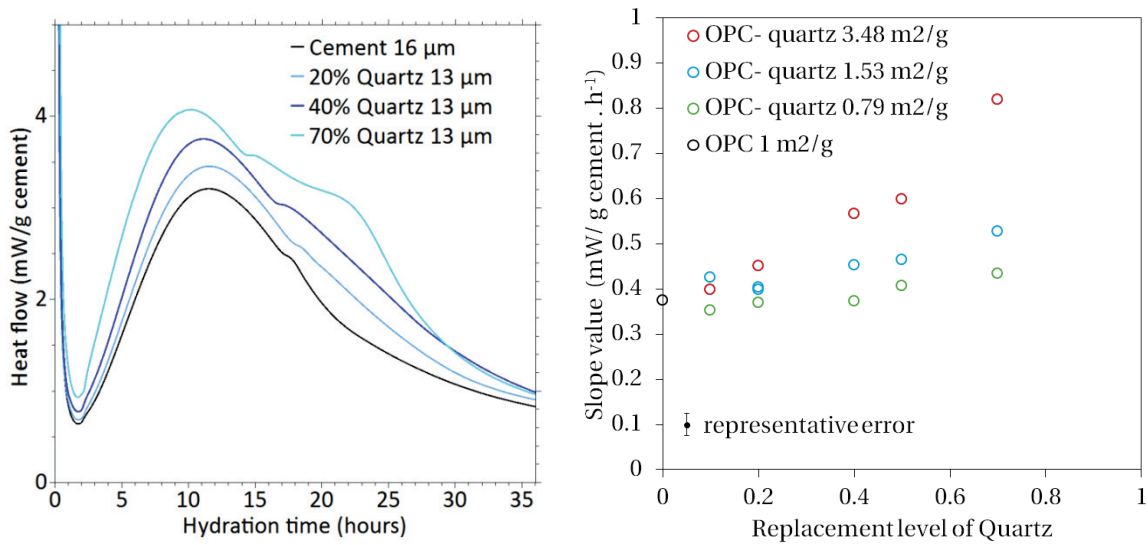 Heat flow (mW/g cement)
4
2
0
Cement 16 µm
20% Quartz 13 µm
40% Quartz 13 µm
70% Quartz 13 µm
0 5 10 15 20 25 30 35
Hydration time (hours)
Slope value (mW/ g cement .h⁻¹)
1
0.9
0.8
0.7
0.6
0.5
0.4
0.3
0.2
0.1
0
OPC- quartz 3.48 m2/g
OPC- quartz 1.53 m2/g
OPC- quartz 0.79 m2/g
OPC 1 m2/g
representative error
0 0.2 0.4 0.6 0.8 1
Replacement level of Quartz